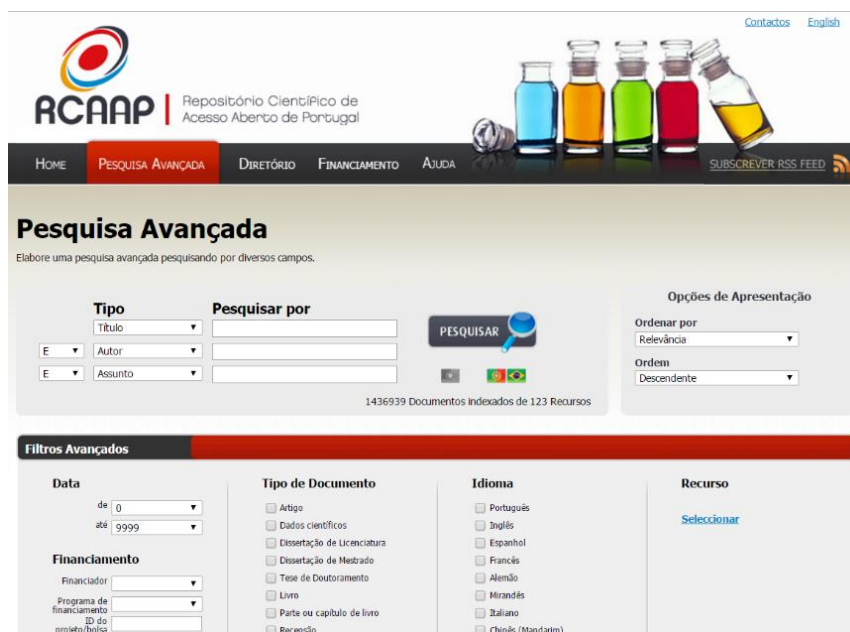 Contactos English
RCAAP
Repositório Científico de
Acesso Aberto de Portugal
Home Pesquisa Avançada Diretório Financiamento Ajuda SUBSCREVER RSS FEED
Pesquisa Avançada
Elabore uma pesquisa avançada pesquisando por diversos campos.
Tipo Pesquisar por
Título
E Autor
E Assunto
PESQUISAR
1436939 Documentos indexados de 123 Recursos
Opções de Apresentação
Ordenar por
Relevância
Ordem
Descendente
Filtros Avançados
Data
de 0
até 9999
Financiamento
Financiador
Programa de
financiamento
ID do
projeto/bolsa
Tipo de Documento
Artigo
Dados científicos
Dissertação de Licenciatura
Dissertação de Mestrado
Tese de Doutoramento
Livro
Parte ou capítulo de livro
Recensão
Idioma
Português
Inglês
Espanhol
Francês
Alemão
Mirandês
Italiano
Chinês (Mandarim)
Recurso
Seleccionar